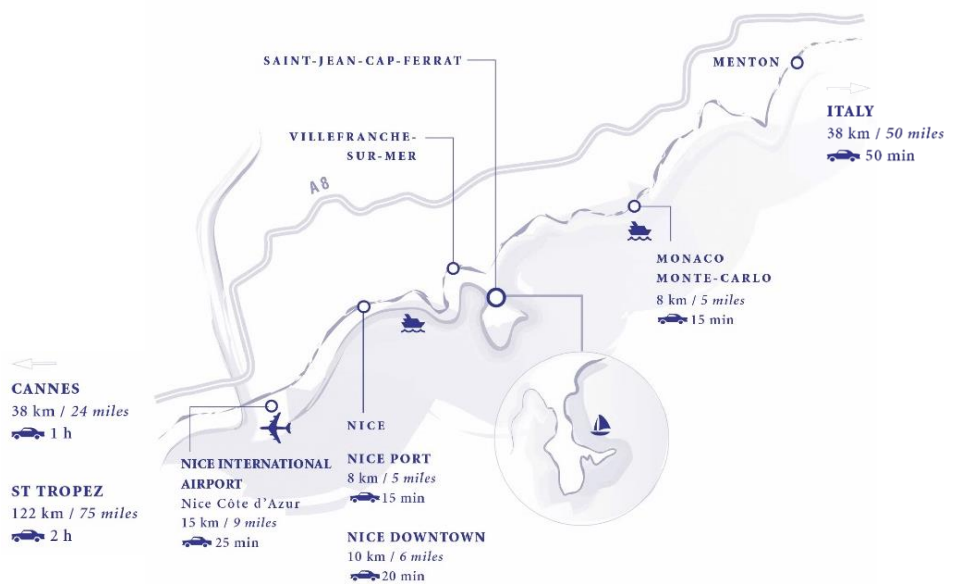 SAINT-JEAN-CAP-FERRAT
MENTON
ITALY
38 km / 50 miles
50 min
VILLEFRANCHE-
SUR-MER
A8
MONACO
MONTE-CARLO
8 km / 5 miles
15 min
CANNES
38 km / 24 miles
1 h
ST TROPEZ
122 km / 75 miles
2 h
NICE INTERNATIONAL
AIRPORT
Nice Côte d'Azur
15 km / 9 miles
25 min
NICE
NICE PORT
8 km / 5 miles
15 min
NICE DOWNTOWN
10 km / 6 miles
20 min